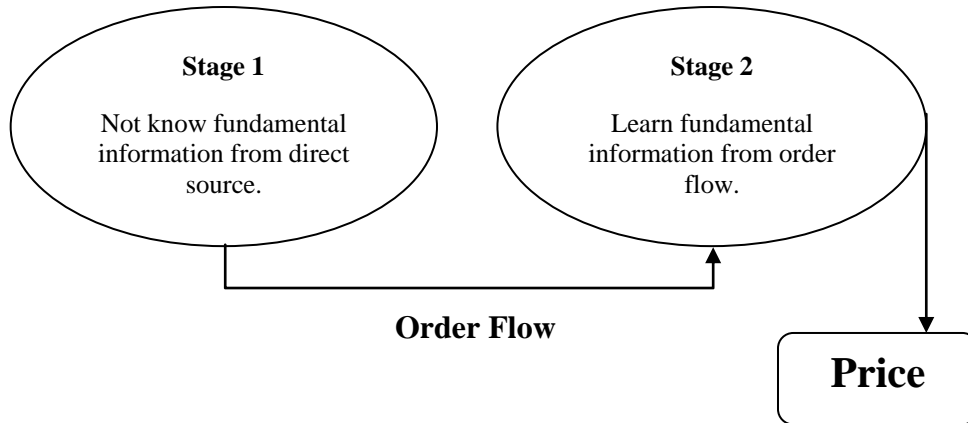 Stage 1
Not know fundamental
information from direct
source.
Stage 2
Learn fundamental
information from order
flow.
Order Flow
Price